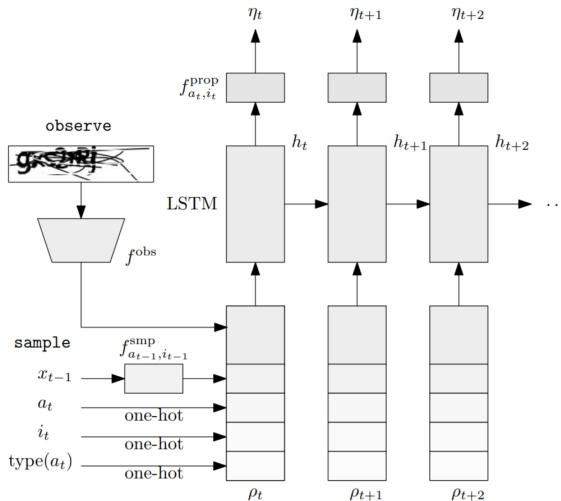 η_t η_{t+1} η_{t+2}
f^{prop}_{a_t,i_t}
observe
h_t h_{t+1} h_{t+2}
LSTM ..
f^{obs}
sample
f^{smp}_{a_{t-1},i_{t-1}}
x_{t-1}
a_t
one-hot
i_t
one-hot
type(a_t)
one-hot
ρ_t ρ_{t+1} ρ_{t+2}